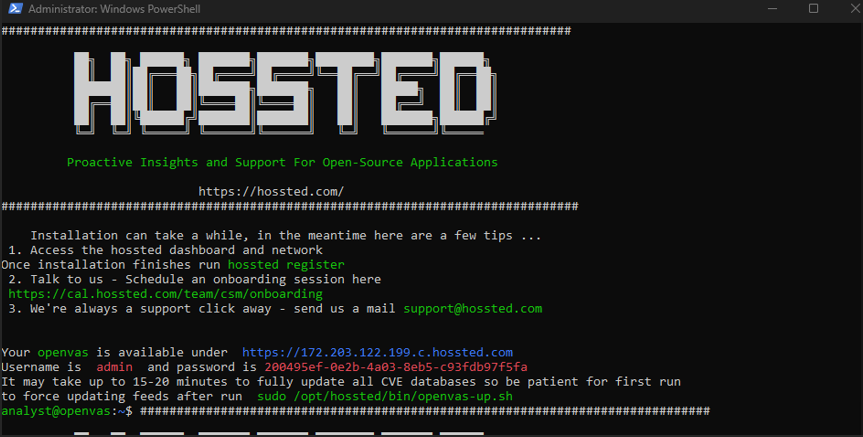 Administrator: Windows PowerShell
##############################################################################
HOSSTED
Proactive Insights and Support For Open-Source Applications
https://hossted.com/
###############################################################################
Installation can take a while, in the meantime here are a few tips ...
1. Access the hossted dashboard and network
Once installation finishes run hossted register
2. Talk to us - Schedule an onboarding session here
https://cal.hossted.com/team/csm/onboarding
3. We're always a support click away - send us a mail support@hossted.com
Your openvas is available under https://172.203.122.199.c.hossted.com
Username is admin and password is 200495ef-0e2b-4a03-8eb5-c93fdb97f5fa
It may take up to 15-20 minutes to fully update all CVE databases so be patient for first run
to force updating feeds after run sudo /opt/hossted/bin/openvas-up.sh
analyst@openvas:~$ ##############################################################################